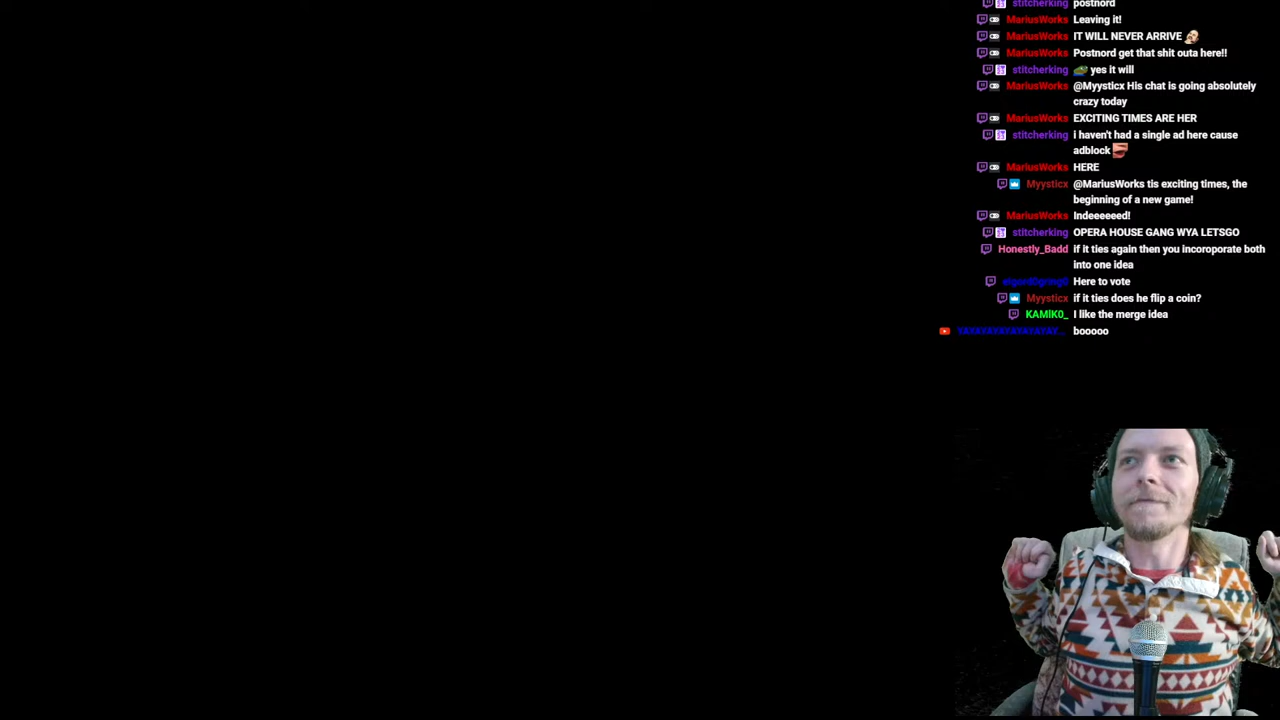 stitcherking postnord
MariusWorks Leaving it!
MariusWorks IT WILL NEVER ARRIVE
MariusWorks Postnord get that shit outa here!!
stitcherking yes it will
MariusWorks @Myysticx His chat is going absolutely
crazy today
MariusWorks EXCITING TIMES ARE HER
stitcherking i haven't had a single ad here cause
adblock
MariusWorks HERE
Myysticx @MariusWorks tis exciting times, the
beginning of a new game!
MariusWorks Indeeeeeed!
stitcherking OPERA HOUSE GANG WYA LETSGO
Honestly_Badd if it ties again then you incoroporate both
into one idea
Here to vote
Myysticx if it ties does he flip a coin?
KAMIK0_ I like the merge idea
booooo